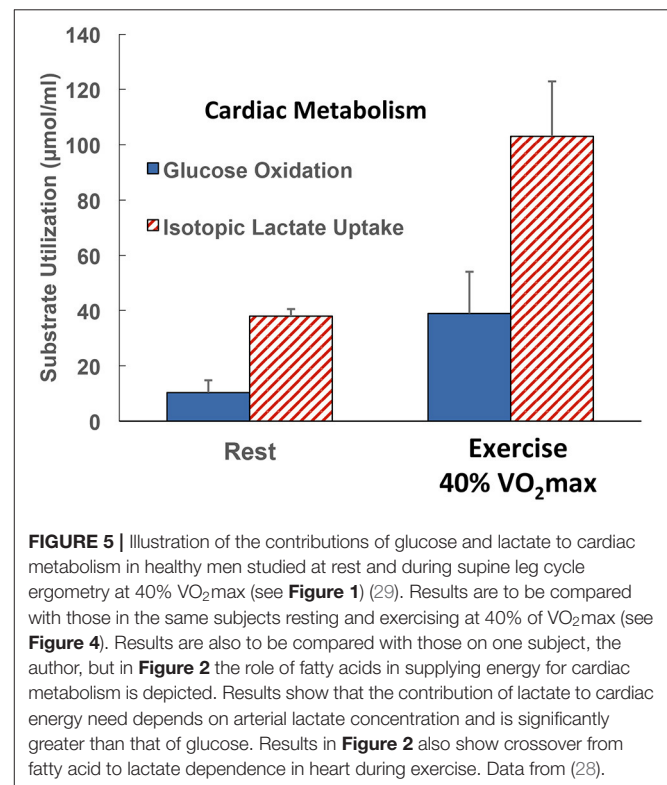 140
120
100
80
60
40
20
0
Substrate Utilization (µmol/ml)
Cardiac Metabolism
Glucose Oxidation
Isotopic Lactate Uptake
Rest
Exercise
40% VO₂max
FIGURE 5 | Illustration of the contributions of glucose and lactate to cardiac
metabolism in healthy men studied at rest and during supine leg cycle
ergometry at 40% VO₂max (see Figure 1) (29). Results are to be compared
with those in the same subjects resting and exercising at 40% of VO₂max (see
Figure 4). Results are also to be compared with those on one subject, the
author, but in Figure 2 the role of fatty acids in supplying energy for cardiac
metabolism is depicted. Results show that the contribution of lactate to cardiac
energy need depends on arterial lactate concentration and is significantly
greater than that of glucose. Results in Figure 2 also show crossover from
fatty acid to lactate dependence in heart during exercise. Data from (28).